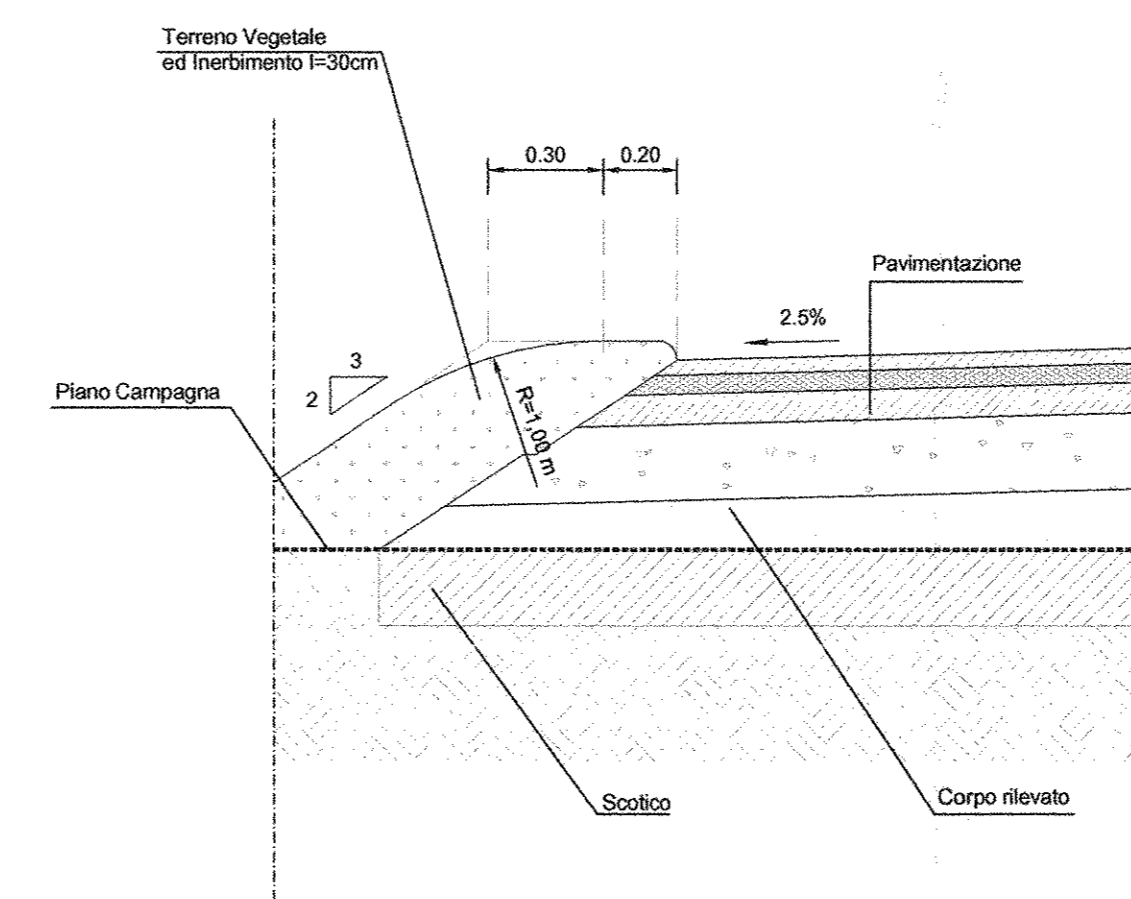 Terreno Vegetale
ed Inerbimento I=30cm
0.30
0.20
Pavimentazione
2.5%
3
2
Piano Campagna
R=1,00 m
Scotico
Corpo rilevato